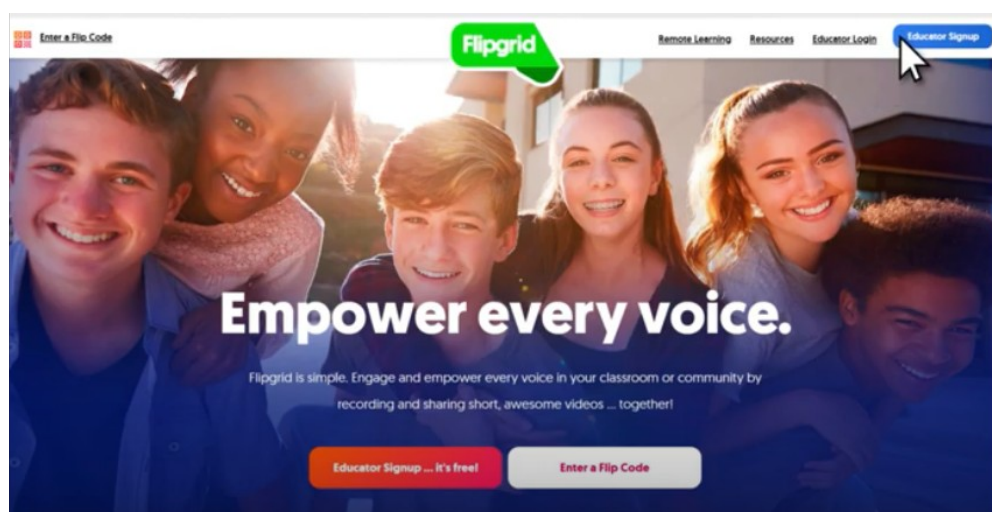 Enter a Flip Code
Flipgrid
Remote Learning
Resources
Educator Login
Educator Signup
Empower every voice.
Flipgrid is simple. Engage and empower every voice in your classroom or community by
recording and sharing short, awesome videos ... together!
Educator Signup ... it's free!
Enter a Flip Code